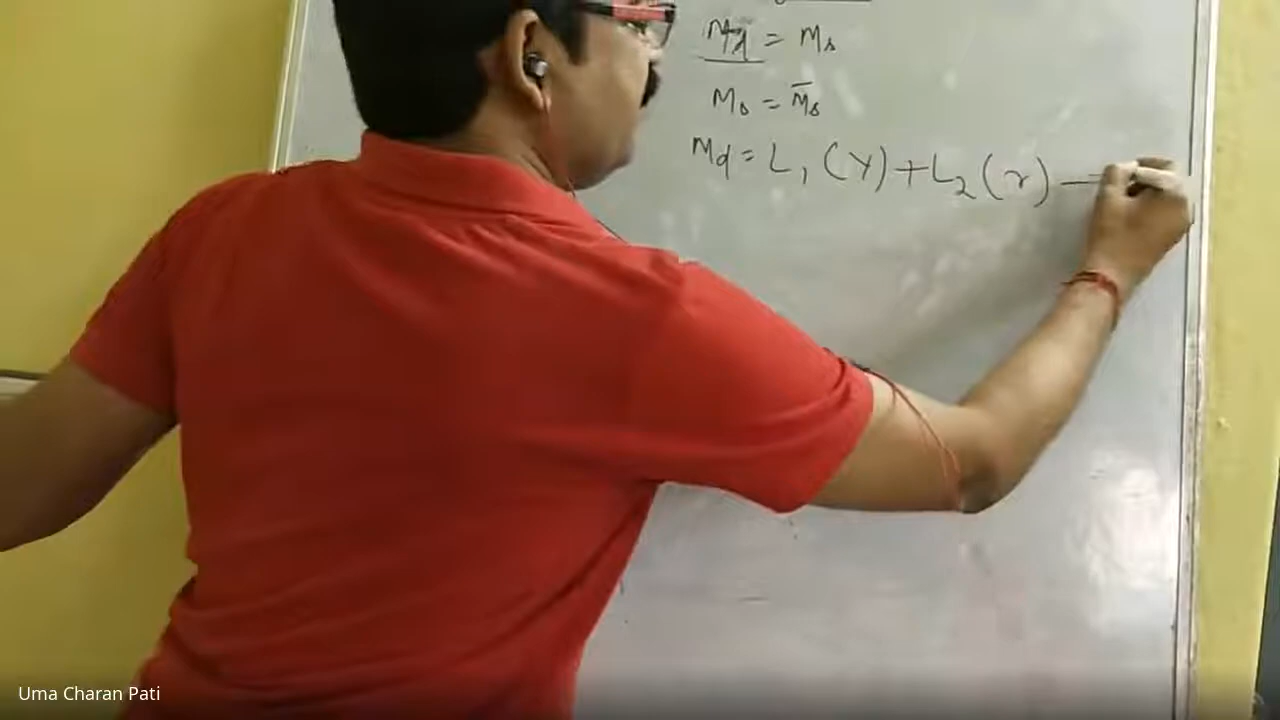 Md = Ms
Ms = M̄s
Md = L₁(Y) + L₂(r) —
Uma Charan Pati